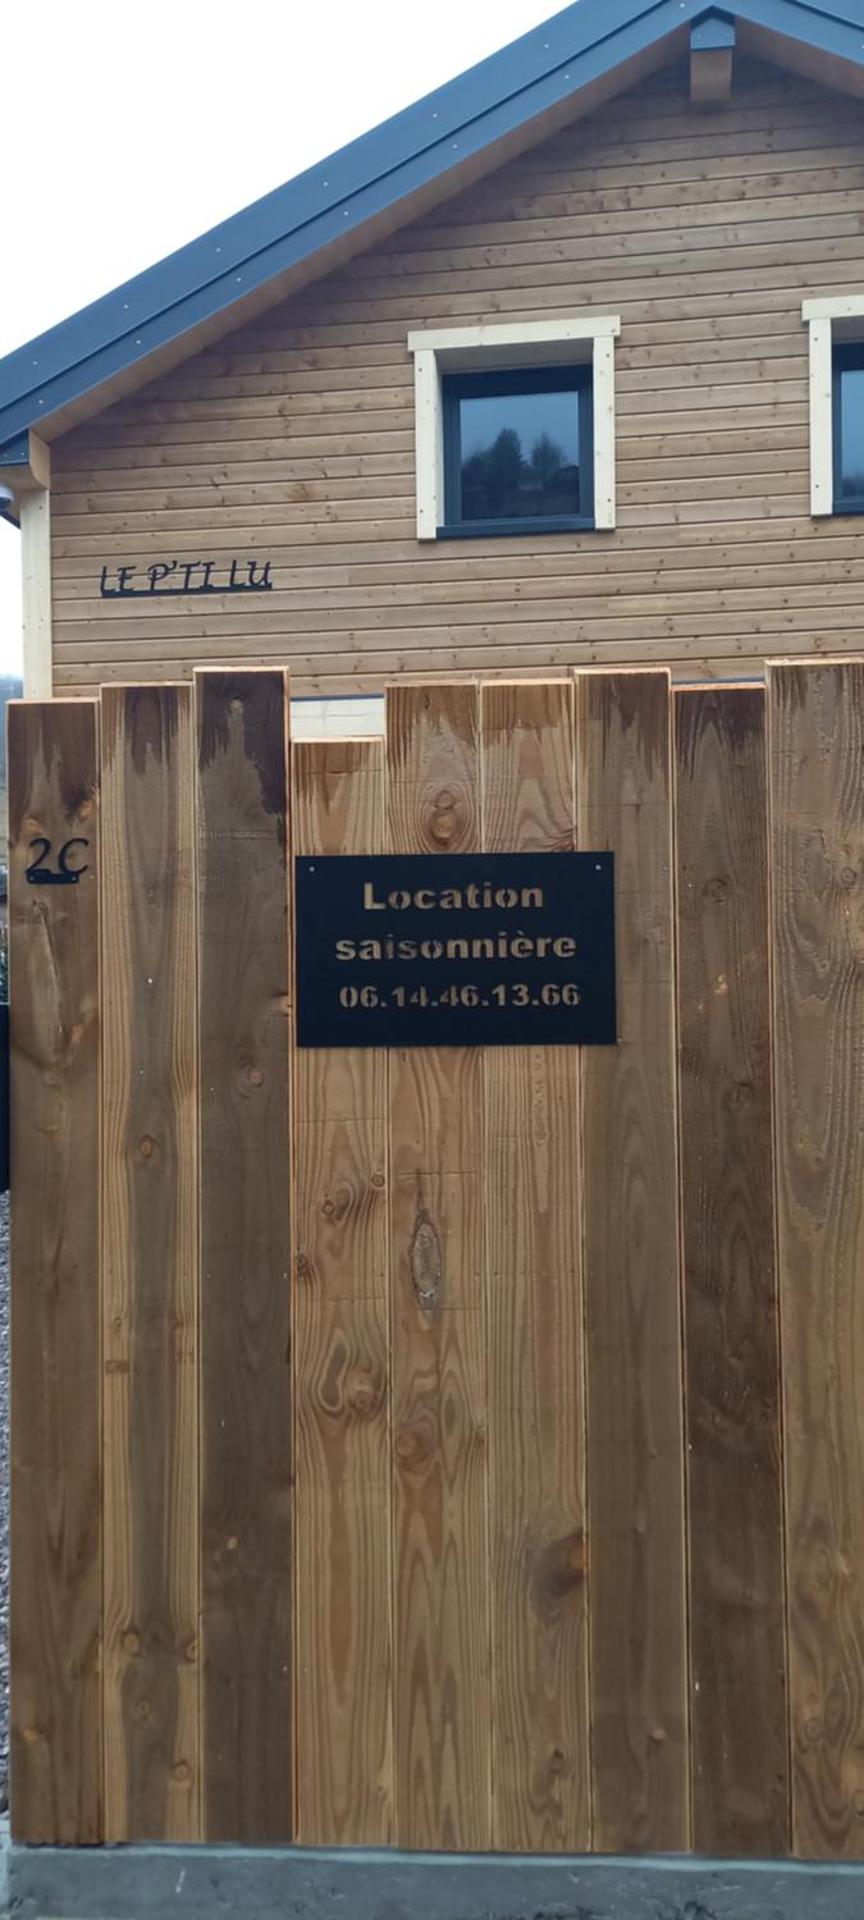 LE P'TI LU
2C
Location
saisonnière
06.14.46.13.66